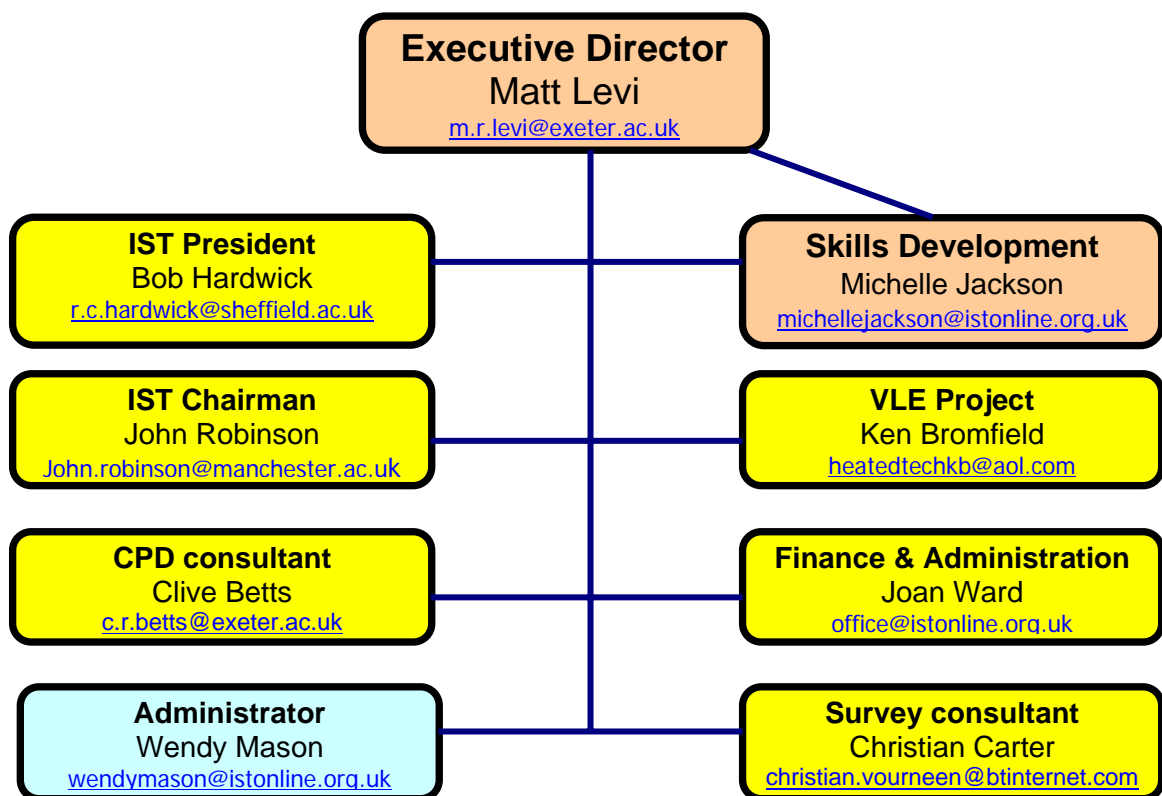 Executive Director
Matt Levi
m.r.levi@exeter.ac.uk
IST President
Bob Hardwick
r.c.hardwick@sheffield.ac.uk
Skills Development
Michelle Jackson
michellejackson@istonline.org.uk
IST Chairman
John Robinson
John.robinson@manchester.ac.uk
VLE Project
Ken Bromfield
heatedtechkb@aol.com
CPD consultant
Clive Betts
c.r.betts@exeter.ac.uk
Finance & Administration
Joan Ward
office@istonline.org.uk
Administrator
Wendy Mason
wendymason@istonline.org.uk
Survey consultant
Christian Carter
christian.vourneen@btinternet.com